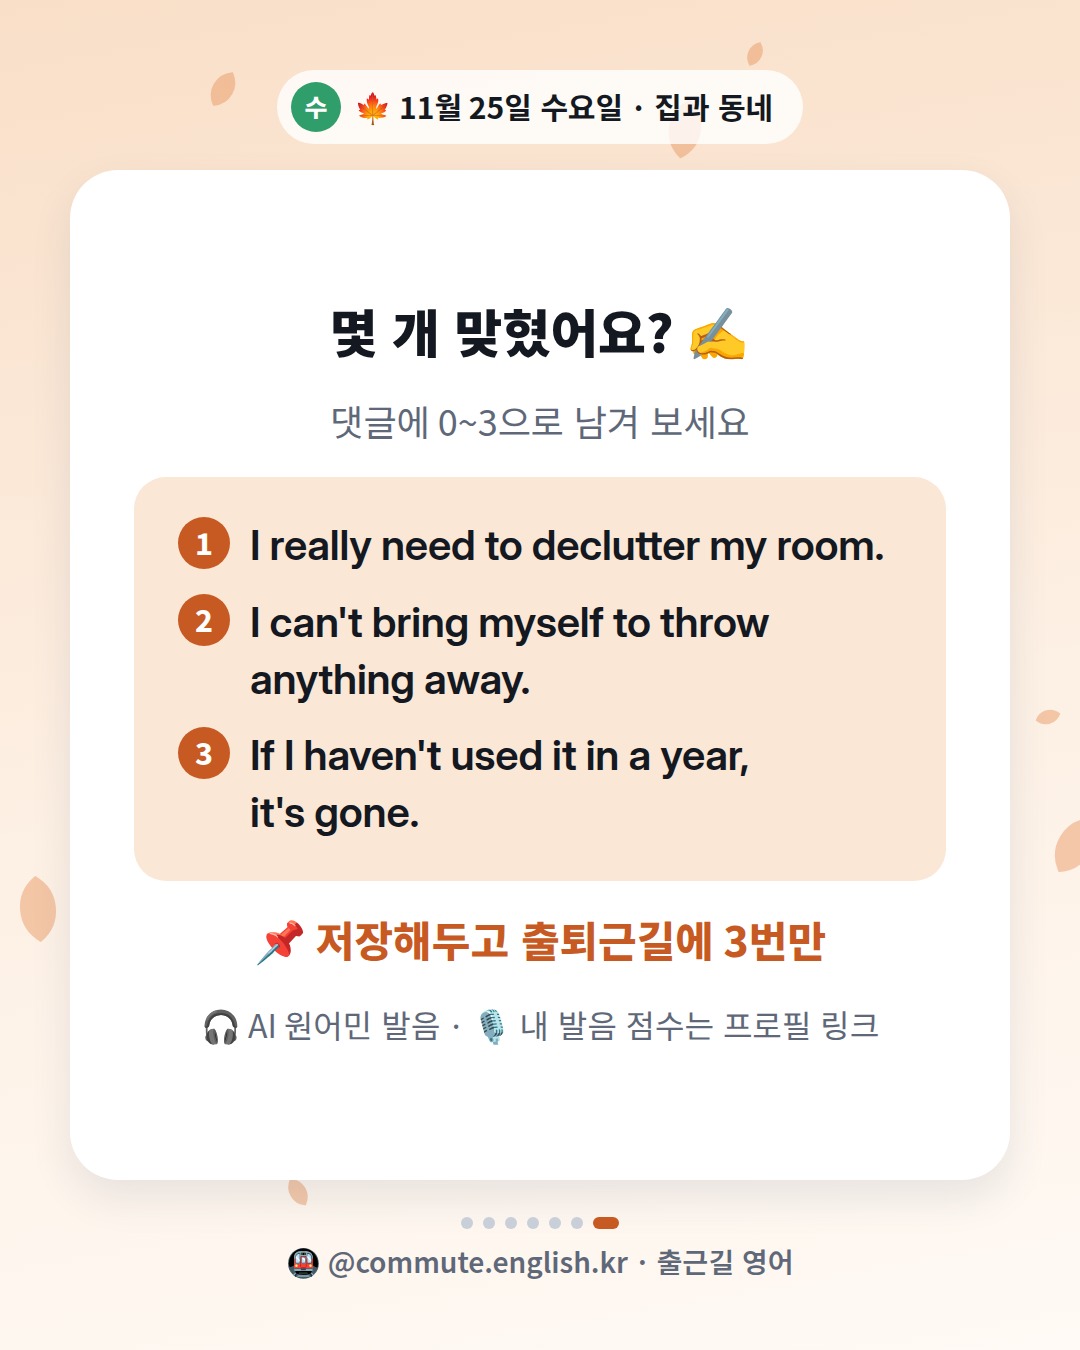 수 🍁 11월 25일 수요일 · 집과 동네
몇 개 맞혔어요? ✍️
댓글에 0~3으로 남겨 보세요
1 I really need to declutter my room.
2 I can't bring myself to throw
anything away.
3 If I haven't used it in a year,
it's gone.
📌 저장해두고 출퇴근길에 3번만
🎧 AI 원어민 발음 · 🎙️ 내 발음 점수는 프로필 링크
🚇 @commute.english.kr · 출근길 영어